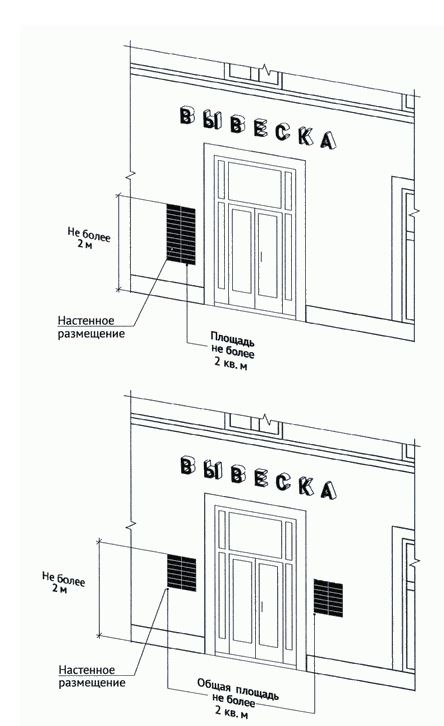 ВЫВЕСКА
Не более
2 м
Настенное
размещение
Площадь
не более
2 кв. м
ВЫВЕСКА
Не более
2 м
Настенное
размещение
Общая площадь
не более
2 кв. м